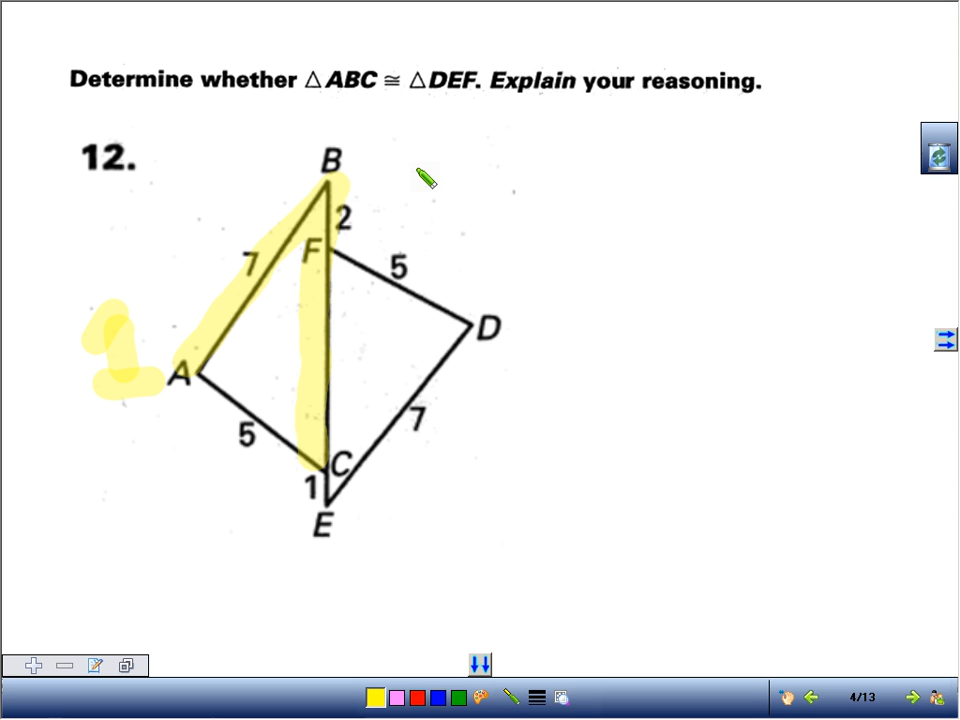 Determine whether △ABC ≅ △DEF. Explain your reasoning.
12.
B
2
7
F
5
D
1
A
5
7
C
1
E
4/13